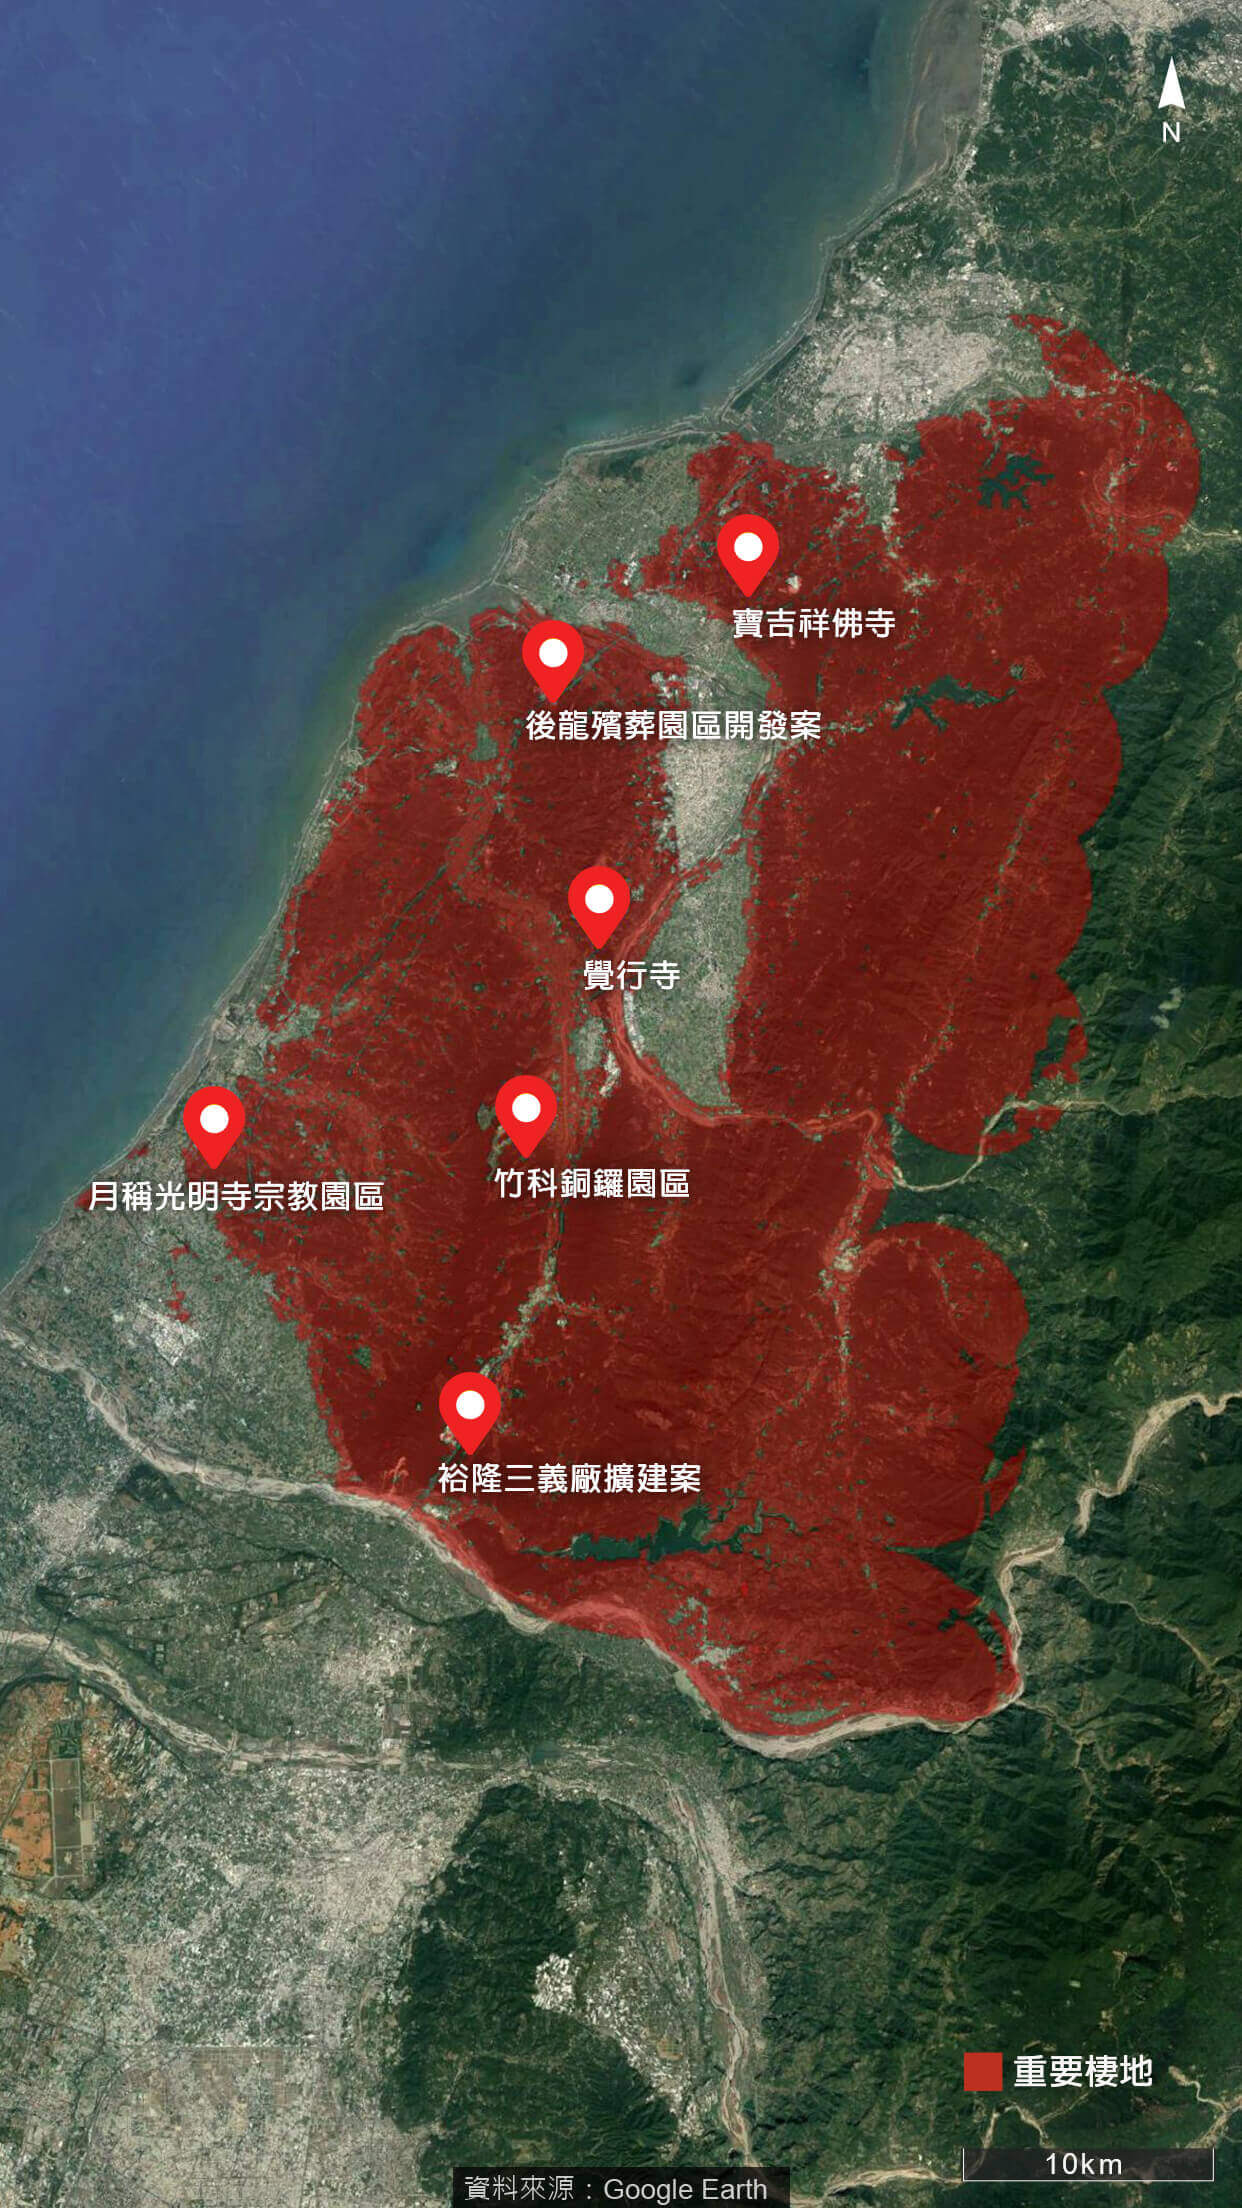 N
寶吉祥佛寺
後龍殯葬園區開發案
覺行寺
竹科銅鑼園區
月稱光明寺宗教園區
裕隆三義廠擴建案
重要棲地
10km
資料來源：Google Earth